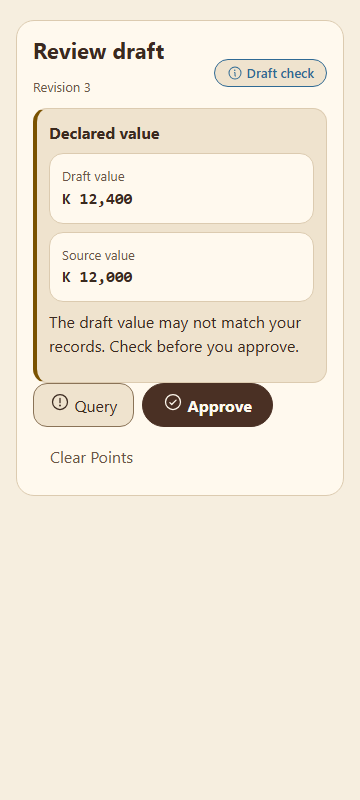 Review draft
Revision 3
Draft check
Declared value
Draft value
K 12,400
Source value
K 12,000
The draft value may not match your
records. Check before you approve.
Query
Approve
Clear Points